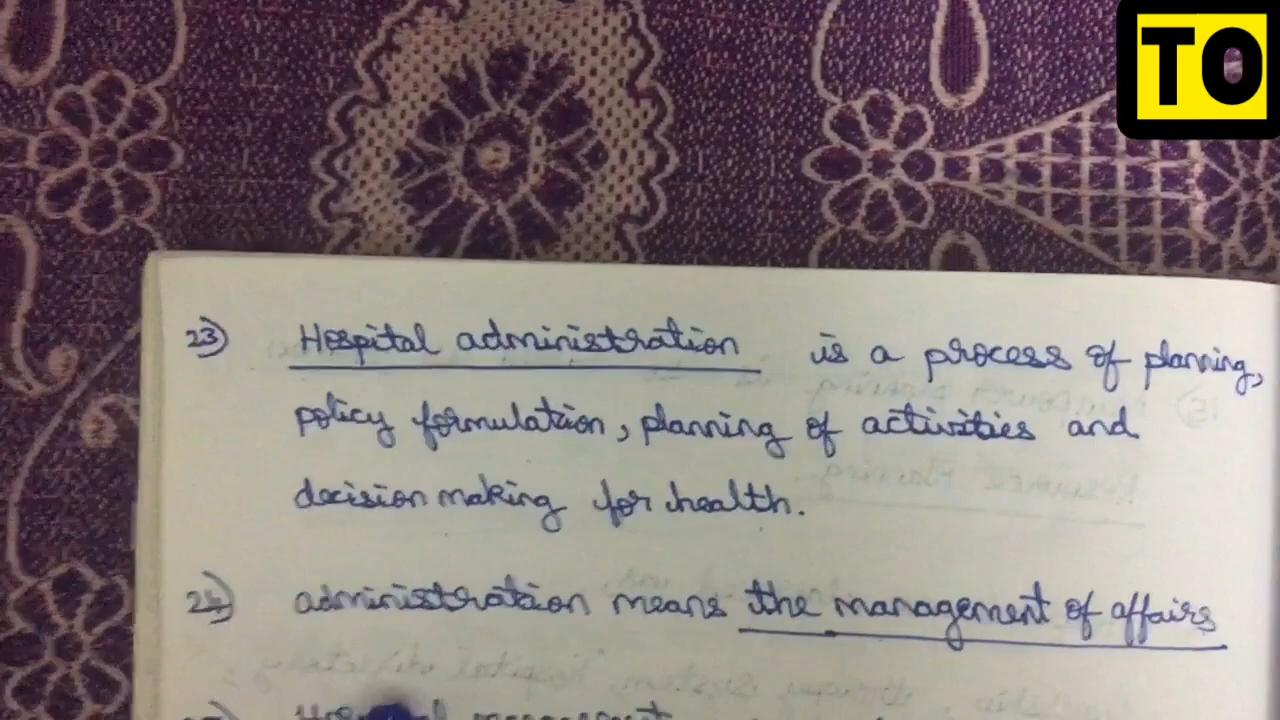 TO
23) Hospital administration is a process of planning,
policy formulation, planning of activities and
decision making for health.
24) administration means the management of affairs